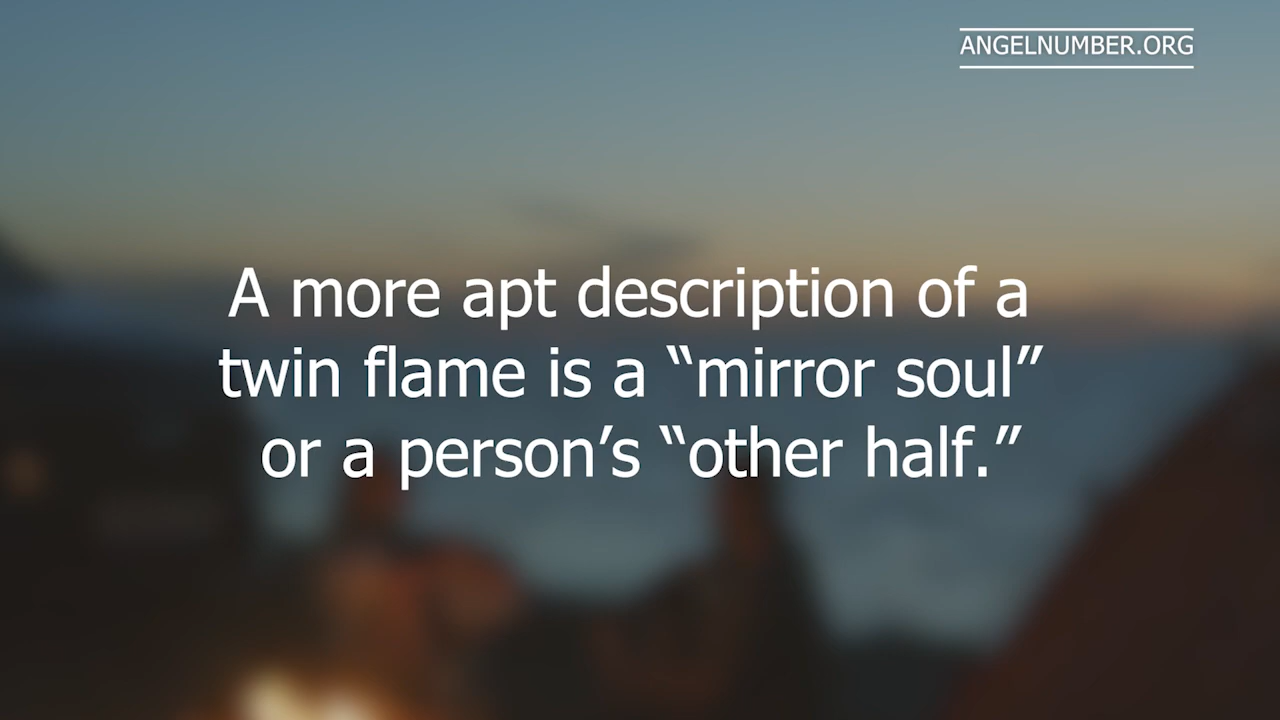 ANGELNUMBER.ORG
A more apt description of a
twin flame is a “mirror soul”
or a person’s “other half.”